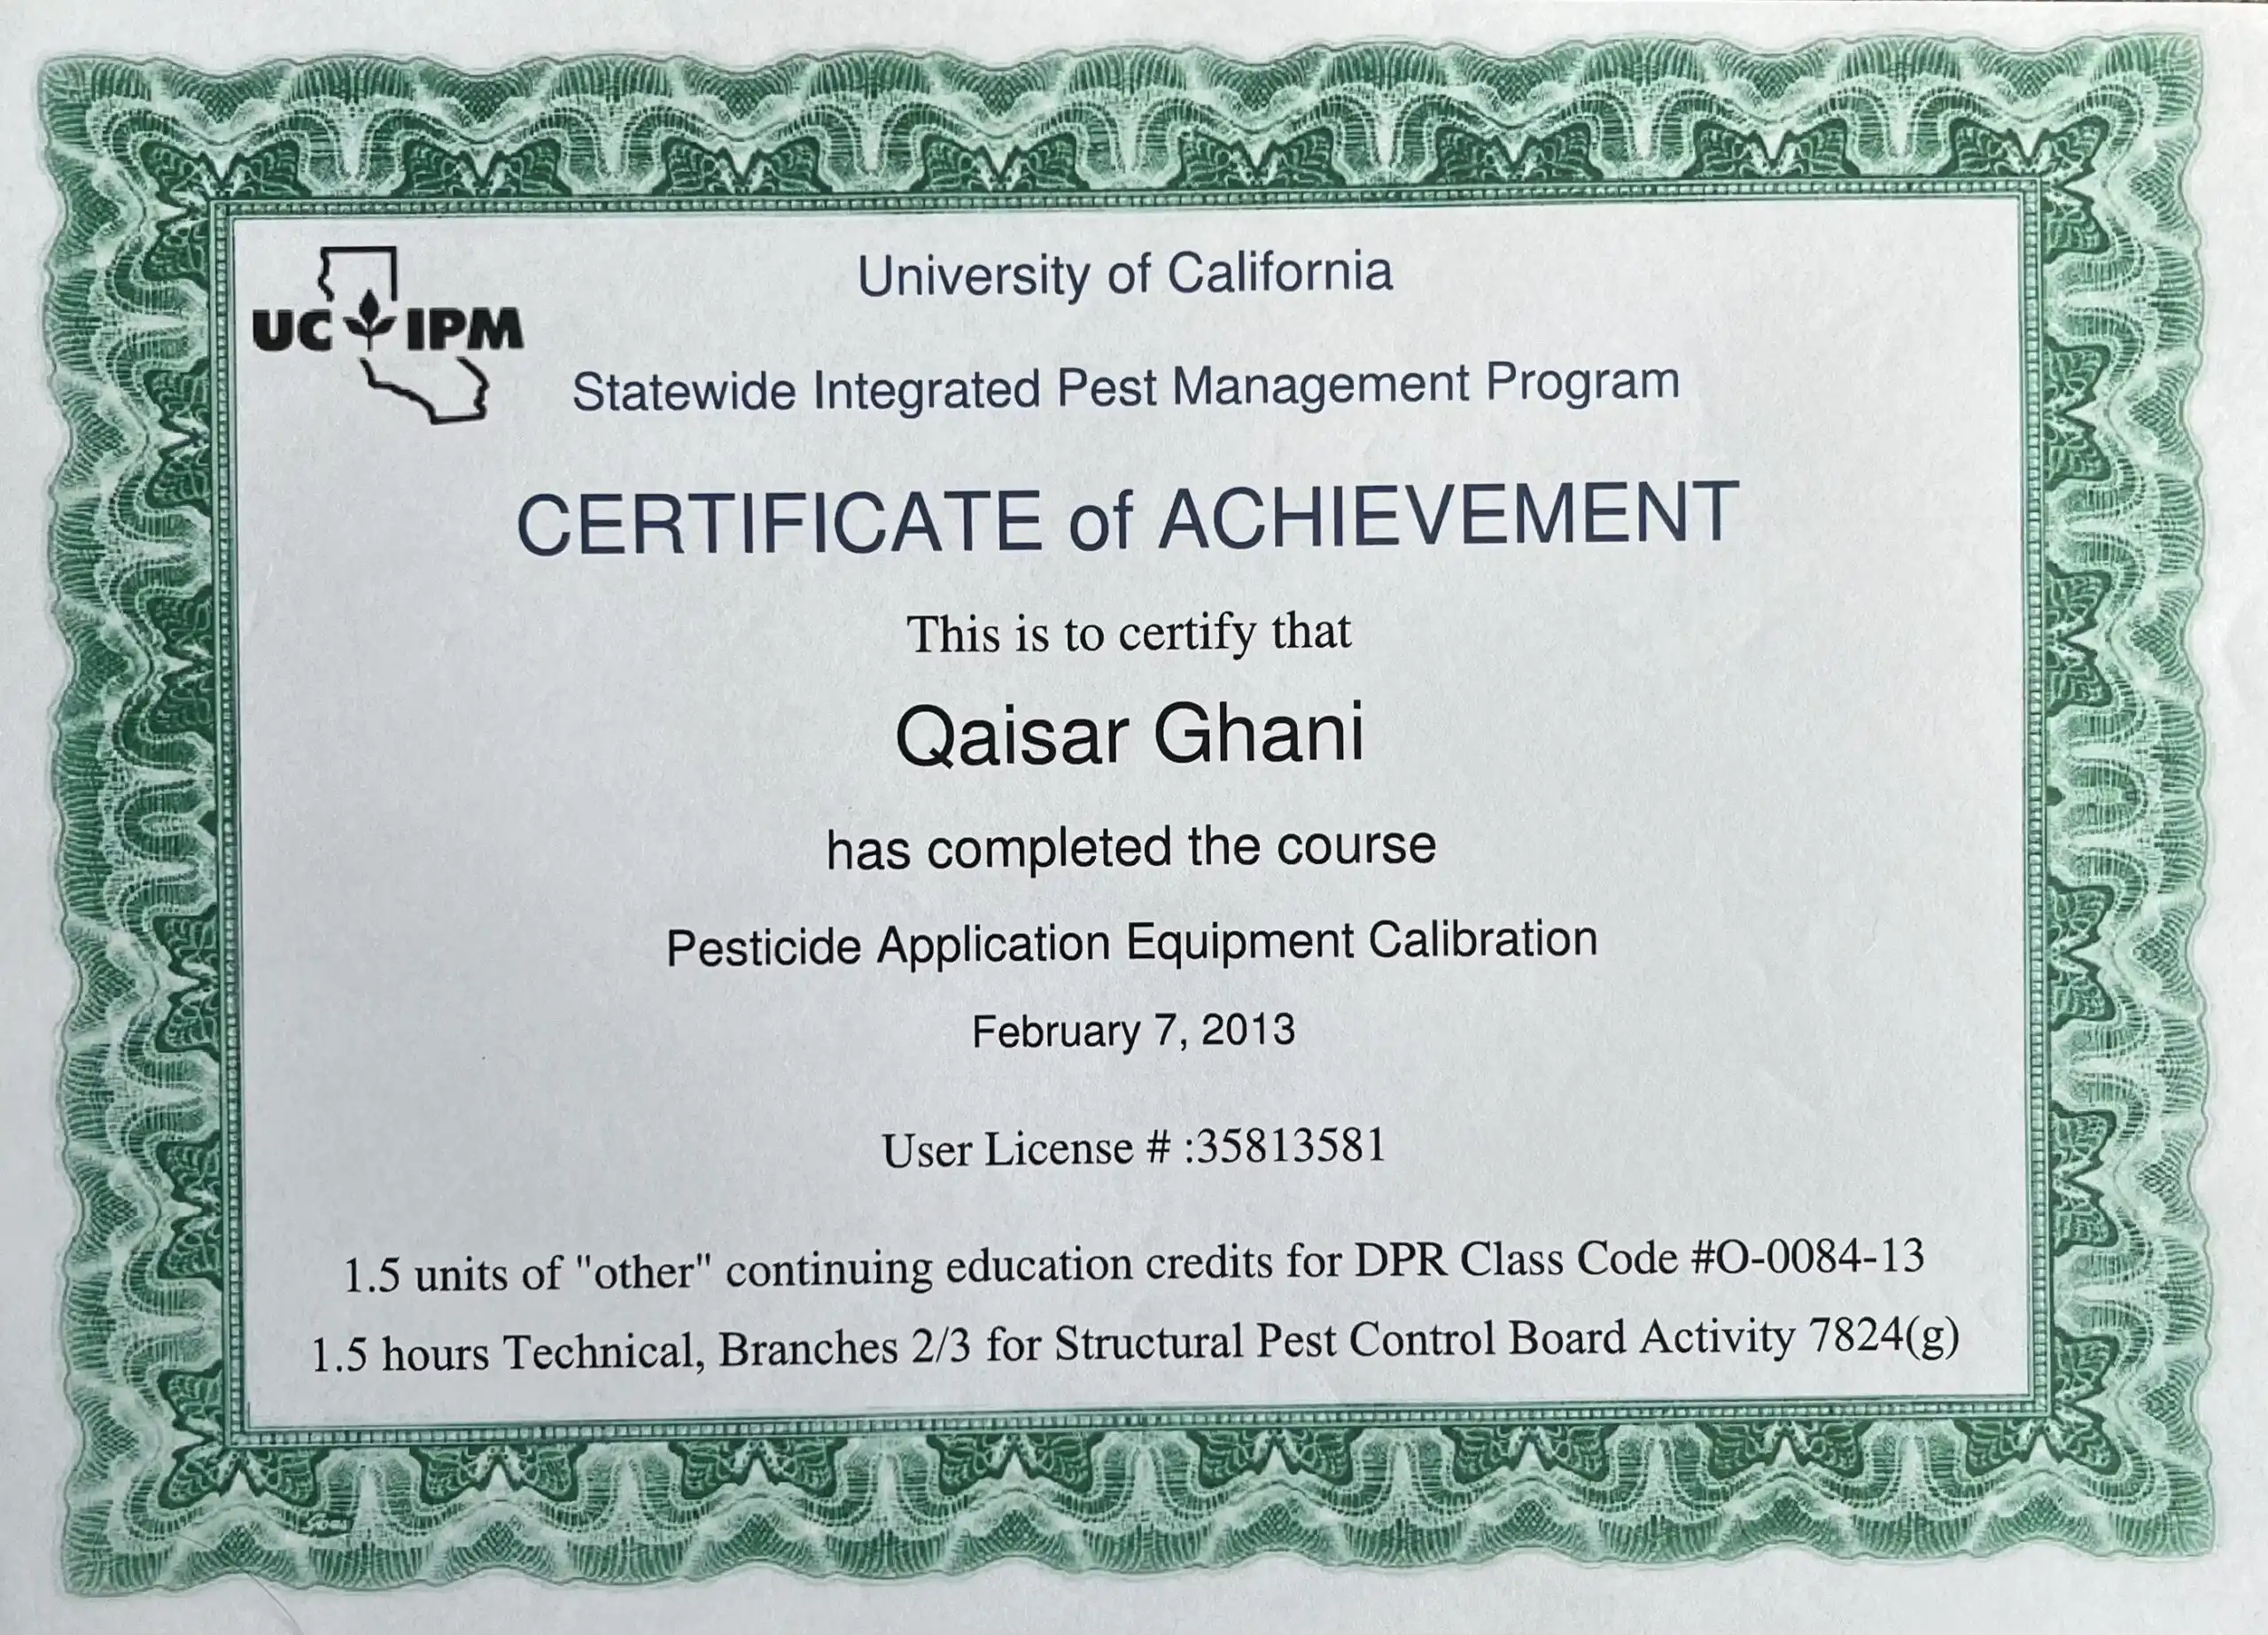 UC IPM
University of California
Statewide Integrated Pest Management Program
CERTIFICATE of ACHIEVEMENT
This is to certify that
Qaisar Ghani
has completed the course
Pesticide Application Equipment Calibration
February 7, 2013
User License # :35813581
1.5 units of "other" continuing education credits for DPR Class Code #O-0084-13
1.5 hours Technical, Branches 2/3 for Structural Pest Control Board Activity 7824(g)